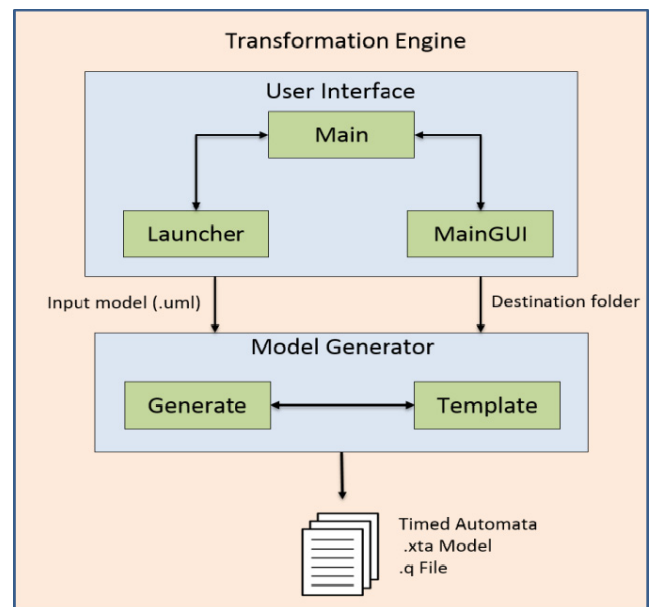 Transformation Engine
User Interface
Main
Launcher
MainGUI
Input model (.uml)
Destination folder
Model Generator
Generate
Template
Timed Automata
.xta Model
.q File